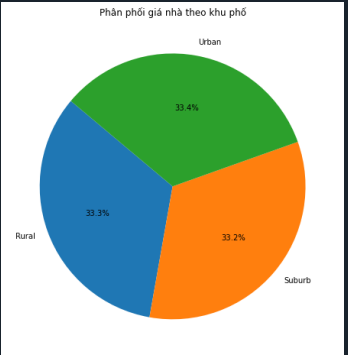 Phân phối giá nhà theo khu phố
Urban
33.4%
33.3%
33.2%
Rural
Suburb